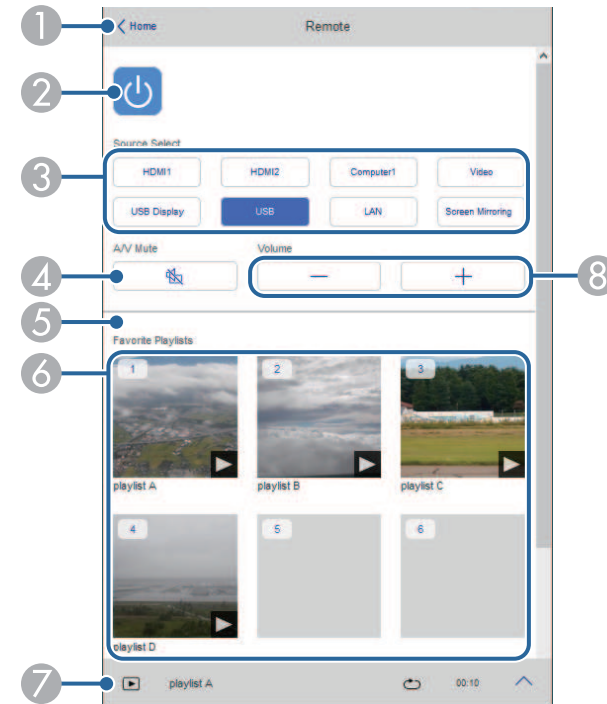 1
Home
Remote
2
Source Select
3
HDMI1
HDMI2
Computer1
Video
USB Display
USB
LAN
Screen Mirroring
A/V Mute
Volume
4
8
5
Favorite Playlists
6
1
2
3
playlist A
playlist B
playlist C
4
5
6
playlist D
7
playlist A
00:10